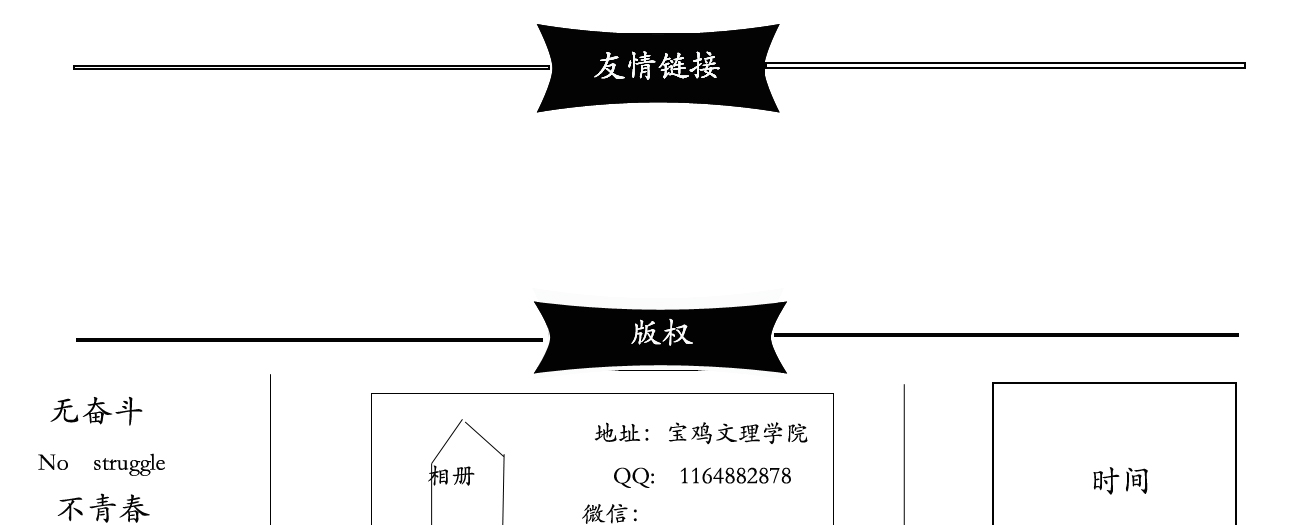 友情链接
版权
无奋斗
No struggle
不青春
相册
地址：宝鸡文理学院
QQ: 1164882878
微信：
时间